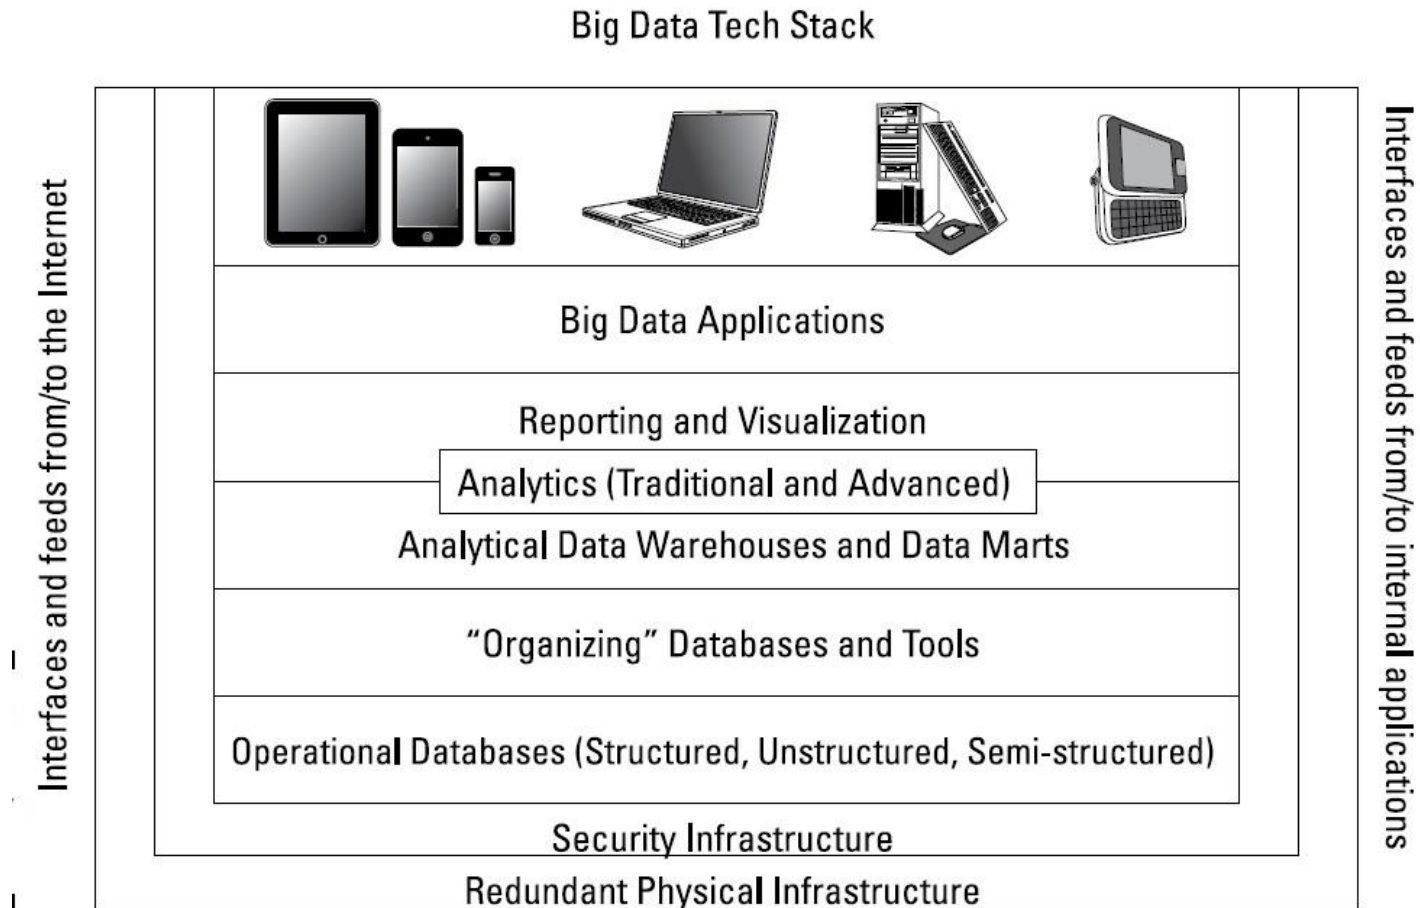 Big Data Tech Stack
Interfaces and feeds from/to the Internet
Interfaces and feeds from/to internal applications
Big Data Applications
Reporting and Visualization
Analytics (Traditional and Advanced)
Analytical Data Warehouses and Data Marts
“Organizing” Databases and Tools
Operational Databases (Structured, Unstructured, Semi-structured)
Security Infrastructure
Redundant Physical Infrastructure